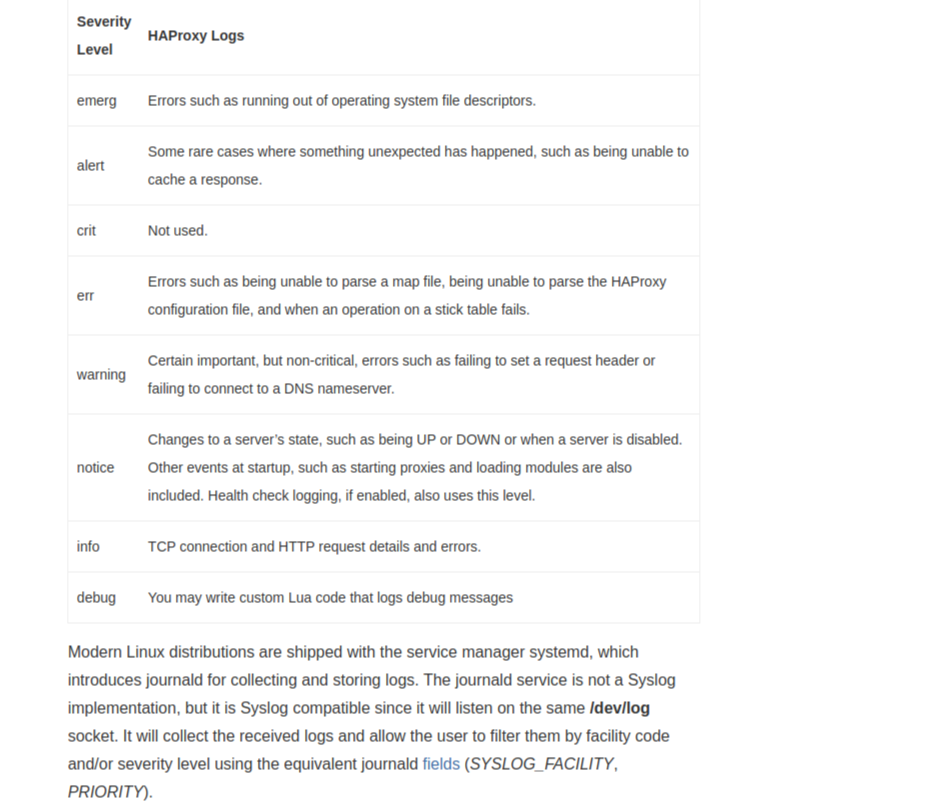 Severity
Level
HAProxy Logs
emerg
Errors such as running out of operating system file descriptors.
alert
Some rare cases where something unexpected has happened, such as being unable to
cache a response.
crit
Not used.
err
Errors such as being unable to parse a map file, being unable to parse the HAProxy
configuration file, and when an operation on a stick table fails.
warning
Certain important, but non-critical, errors such as failing to set a request header or
failing to connect to a DNS nameserver.
notice
Changes to a server’s state, such as being UP or DOWN or when a server is disabled.
Other events at startup, such as starting proxies and loading modules are also
included. Health check logging, if enabled, also uses this level.
info
TCP connection and HTTP request details and errors.
debug
You may write custom Lua code that logs debug messages
Modern Linux distributions are shipped with the service manager systemd, which
introduces journald for collecting and storing logs. The journald service is not a Syslog
implementation, but it is Syslog compatible since it will listen on the same /dev/log
socket. It will collect the received logs and allow the user to filter them by facility code
and/or severity level using the equivalent journald fields (SYSLOG_FACILITY,
PRIORITY).